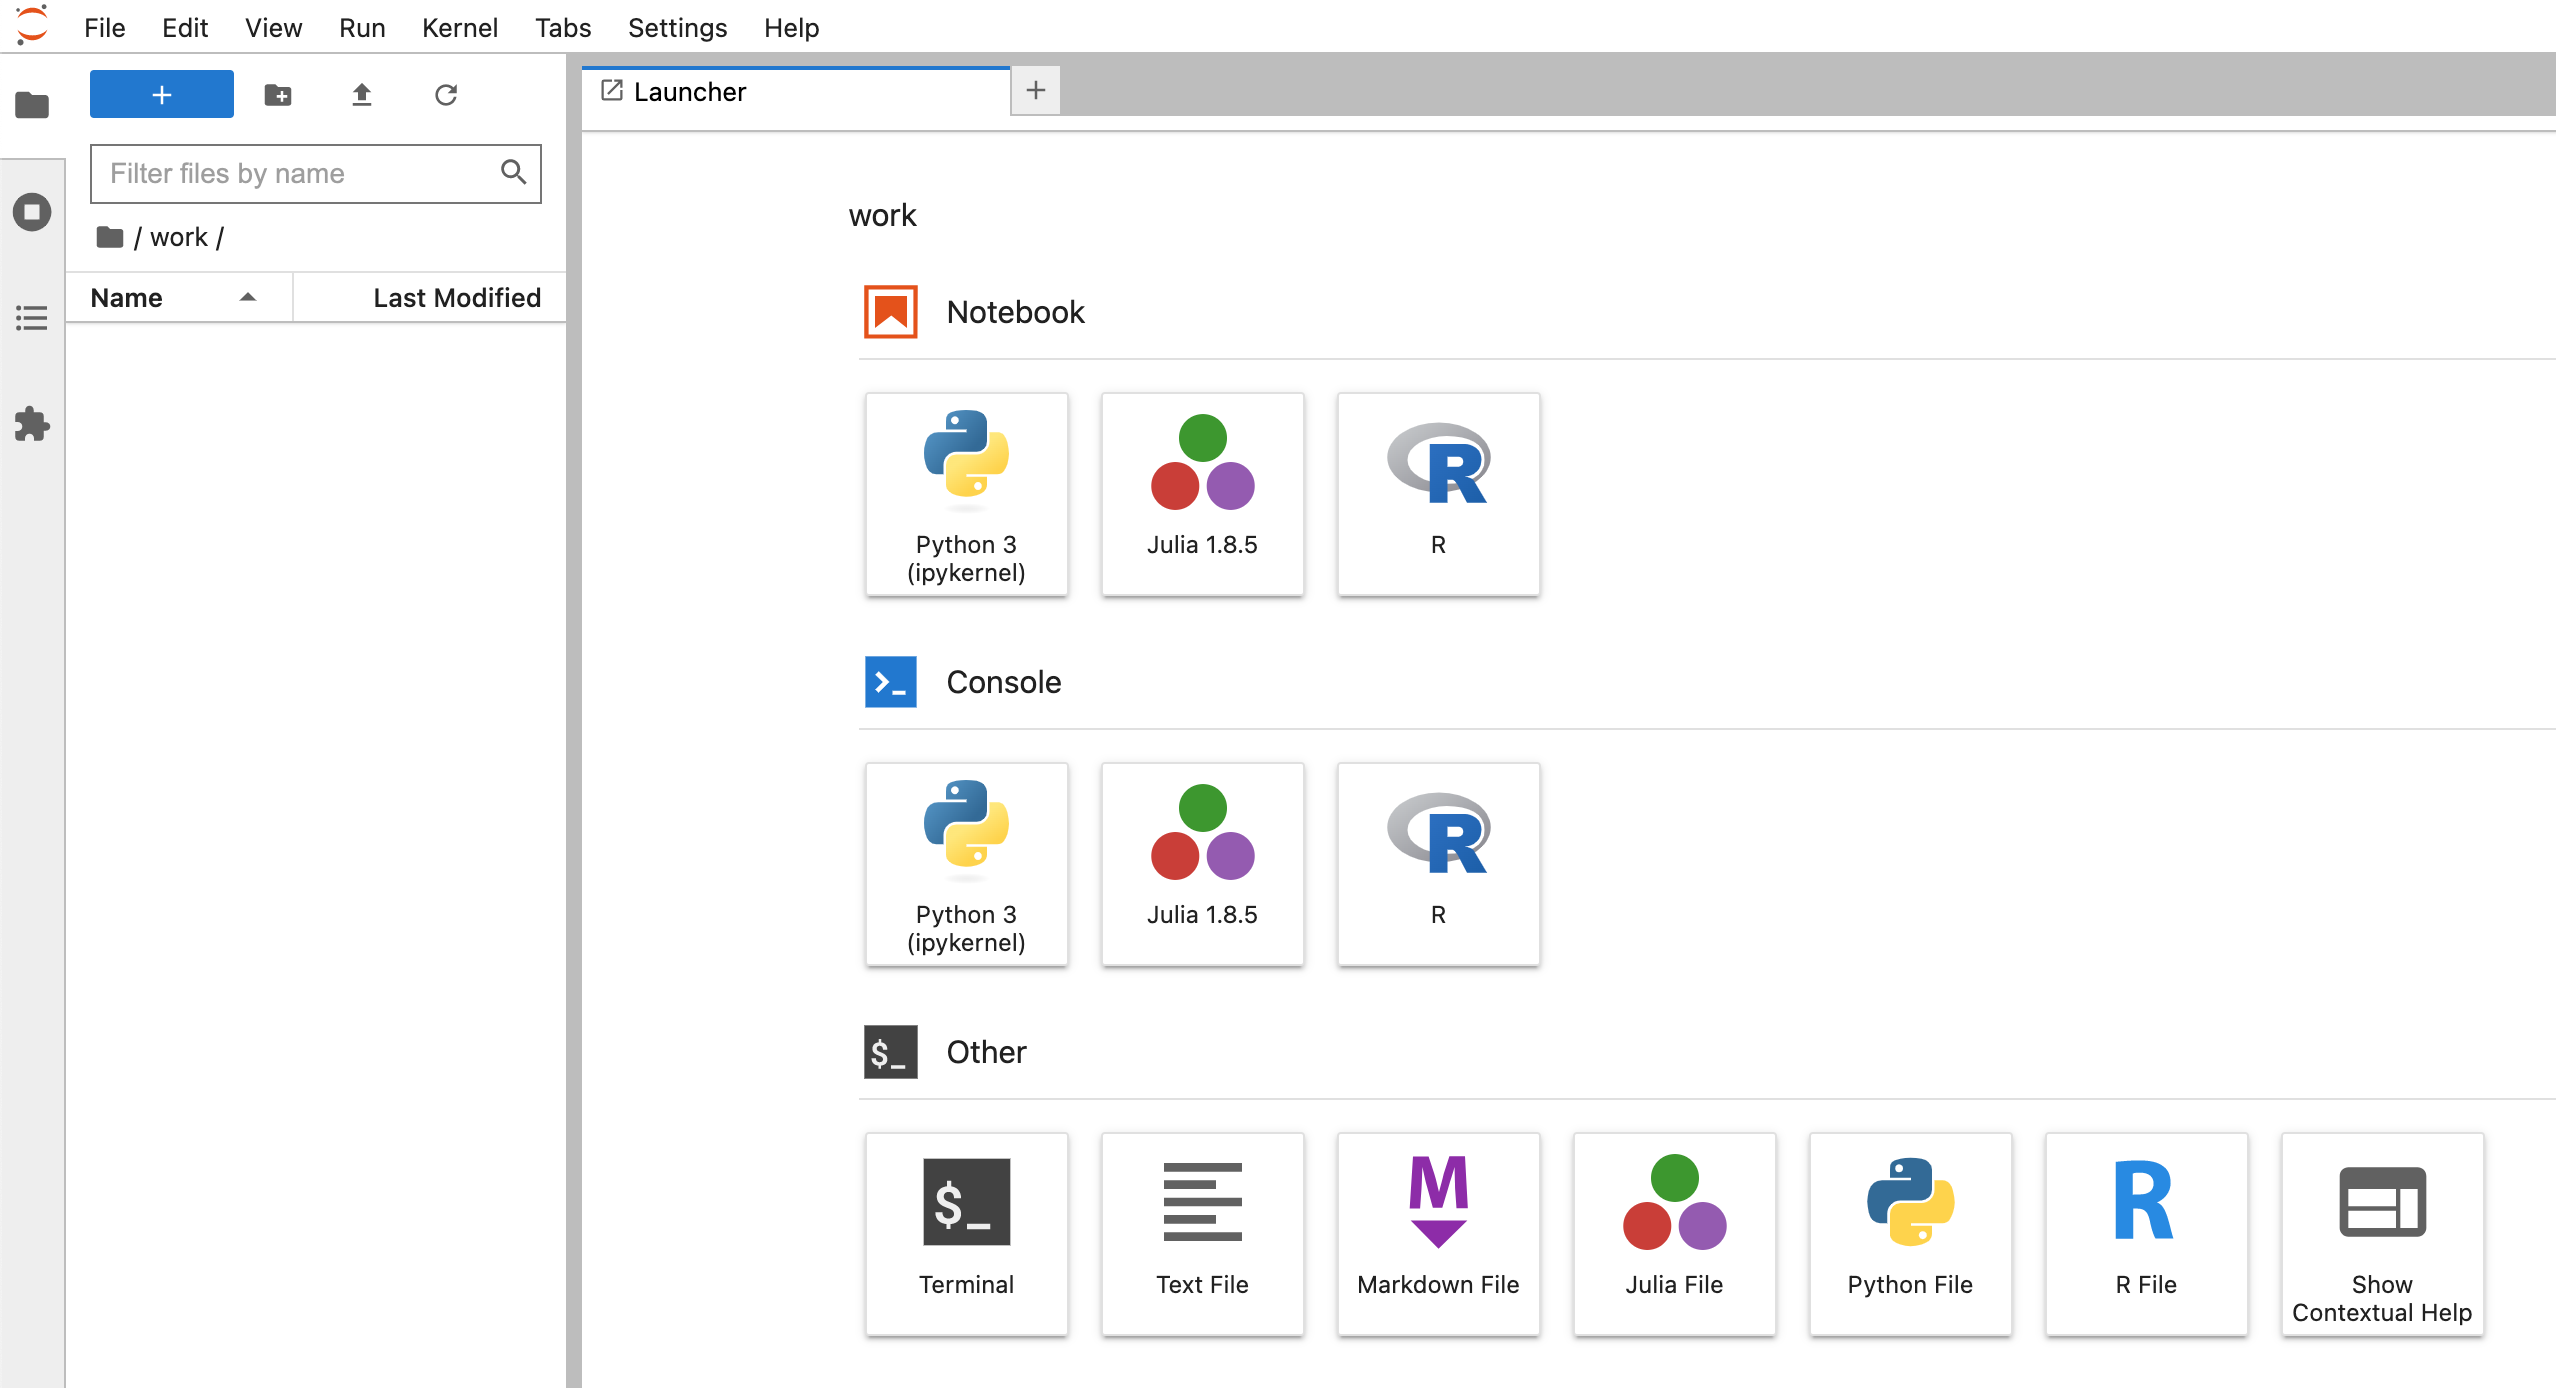 File Edit View Run Kernel Tabs Settings Help
Launcher
Filter files by name
/ work /
Name Last Modified
work
Notebook
Python 3
(ipykernel)
Julia 1.8.5
R
Console
Python 3
(ipykernel)
Julia 1.8.5
R
$_ Other
$_
Terminal
Text File
M
Markdown File
Julia File
Python File
R
R File
Show
Contextual Help